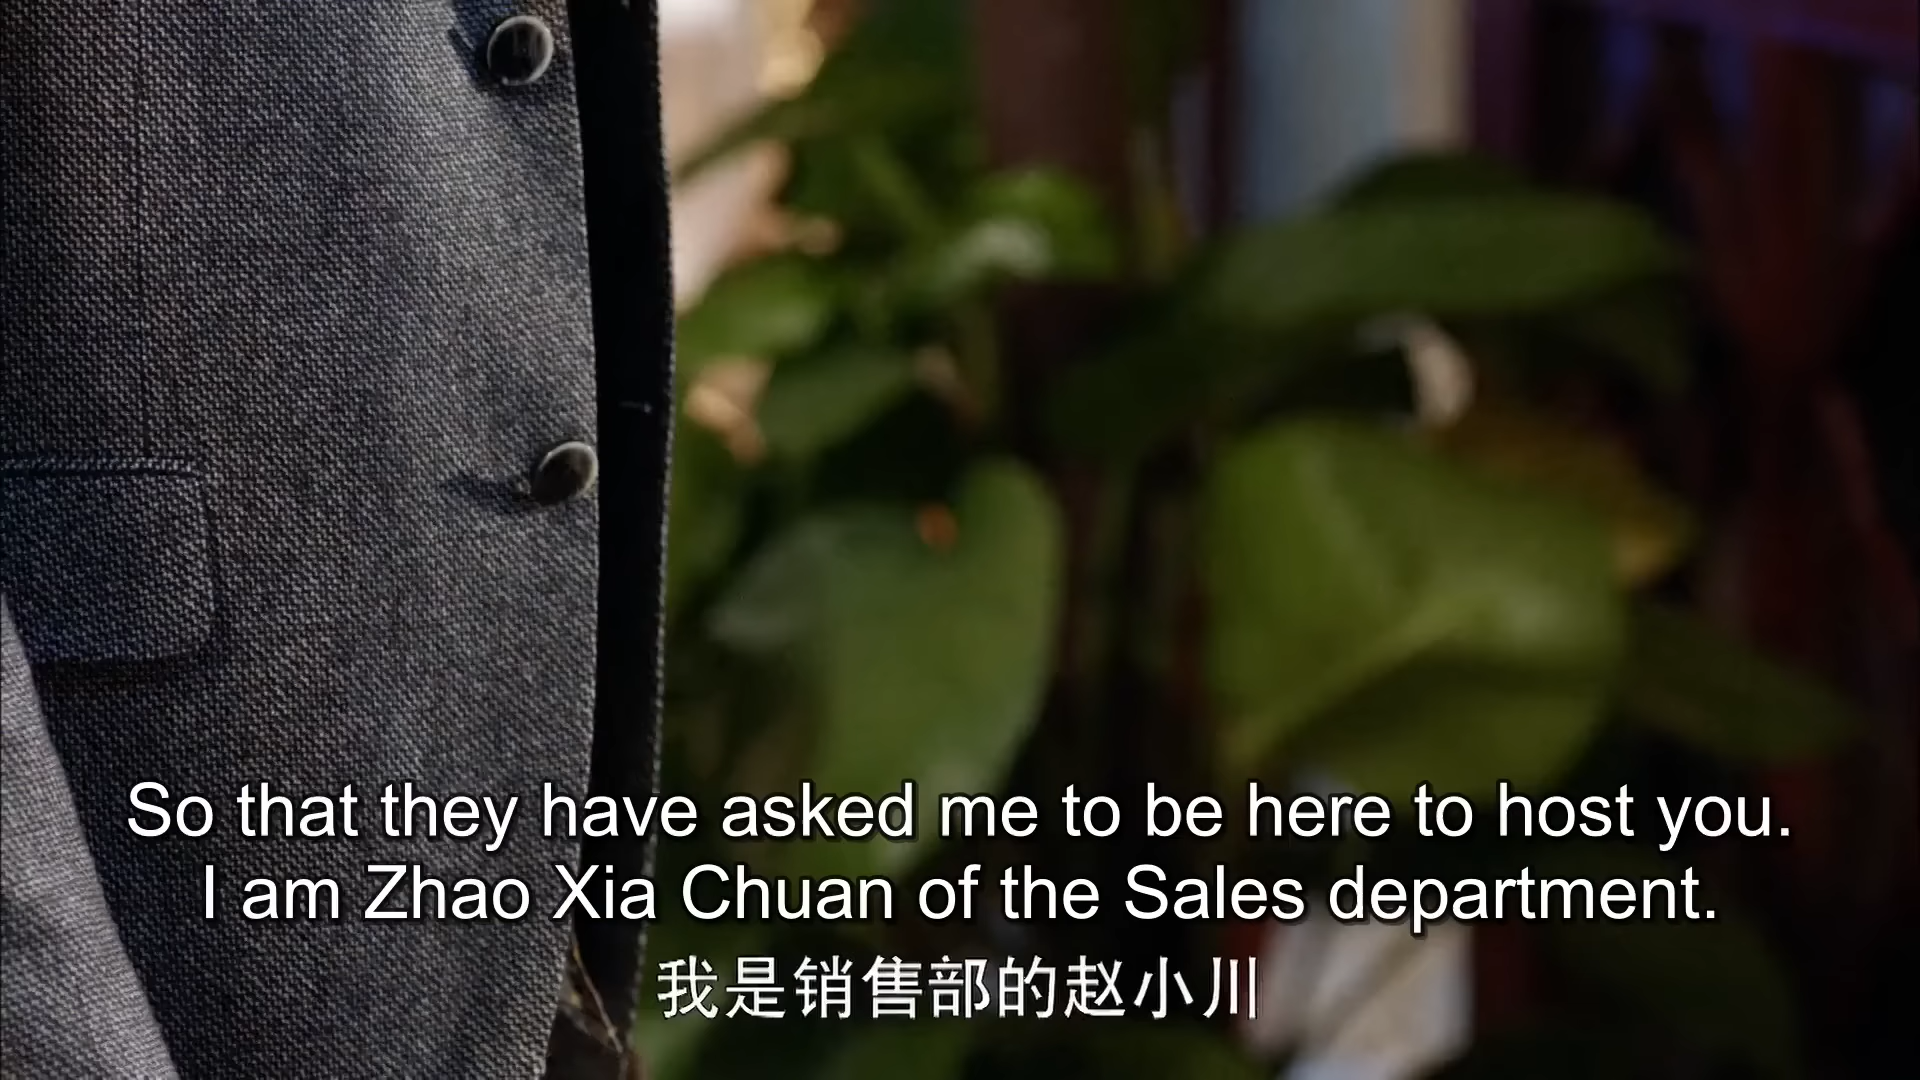 So that they have asked me to be here to host you.
I am Zhao Xia Chuan of the Sales department.
我是销售部的赵小川